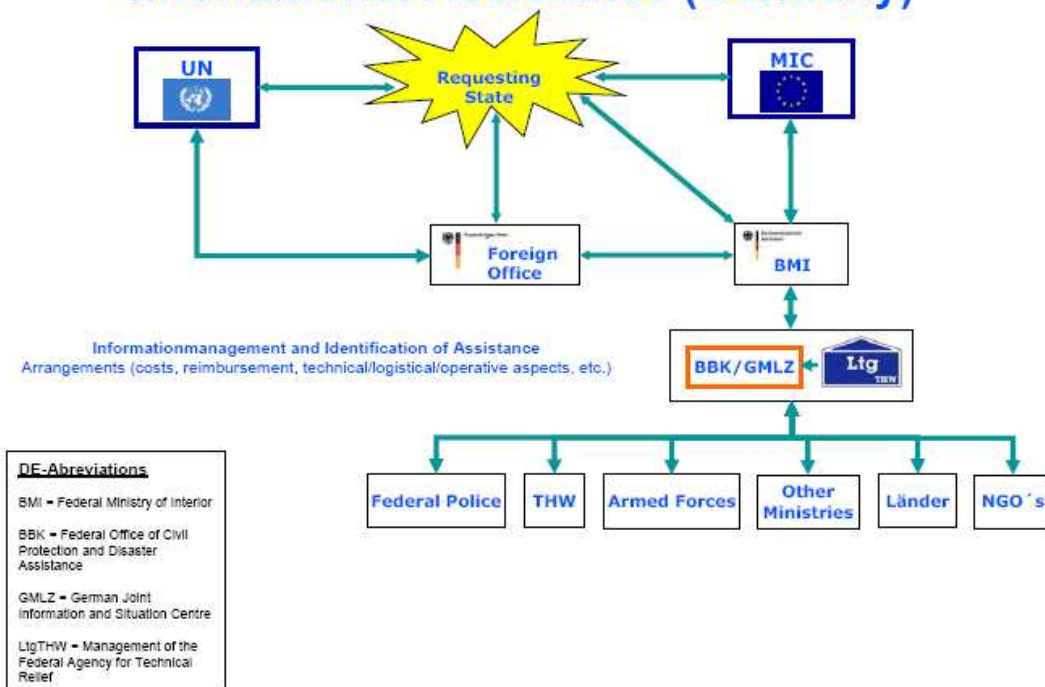 International Assistance (Germany)
UN
Requesting
State
MIC
Foreign
Office
BMI
Informationmanagement and Identification of Assistance
Arrangements (costs, reimbursement, technical/logistical/operative aspects, etc.)
BBK/GMLZ
Ltg
THW
Federal Police
THW
Armed Forces
Other
Ministries
Länder
NGO´s
DE-Abreviations
BMI = Federal Ministry of Interior
BBK = Federal Office of Civil
Protection and Disaster
Assistance
GMLZ = German Joint
Information and Situation Centre
LtgTHW = Management of the
Federal Agency for Technical
Relief